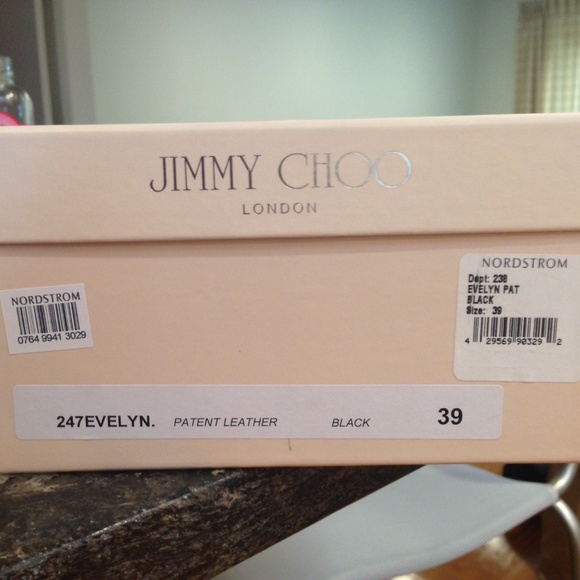 JIMMY CHOO
LONDON
NORDSTROM
0764 9941 3029
NORDSTROM
Dept: 238
EVELYN PAT
BLACK
Size: 39
4 29569 90329 2
247EVELYN. PATENT LEATHER BLACK 39